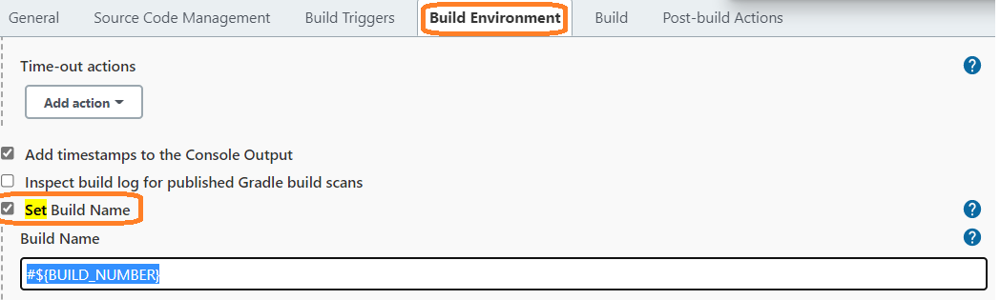 General Source Code Management Build Triggers Build Environment Build Post-build Actions
Time-out actions ?
Add action
Add timestamps to the Console Output
Inspect build log for published Gradle build scans
Set Build Name ?
Build Name ?
#${BUILD_NUMBER}